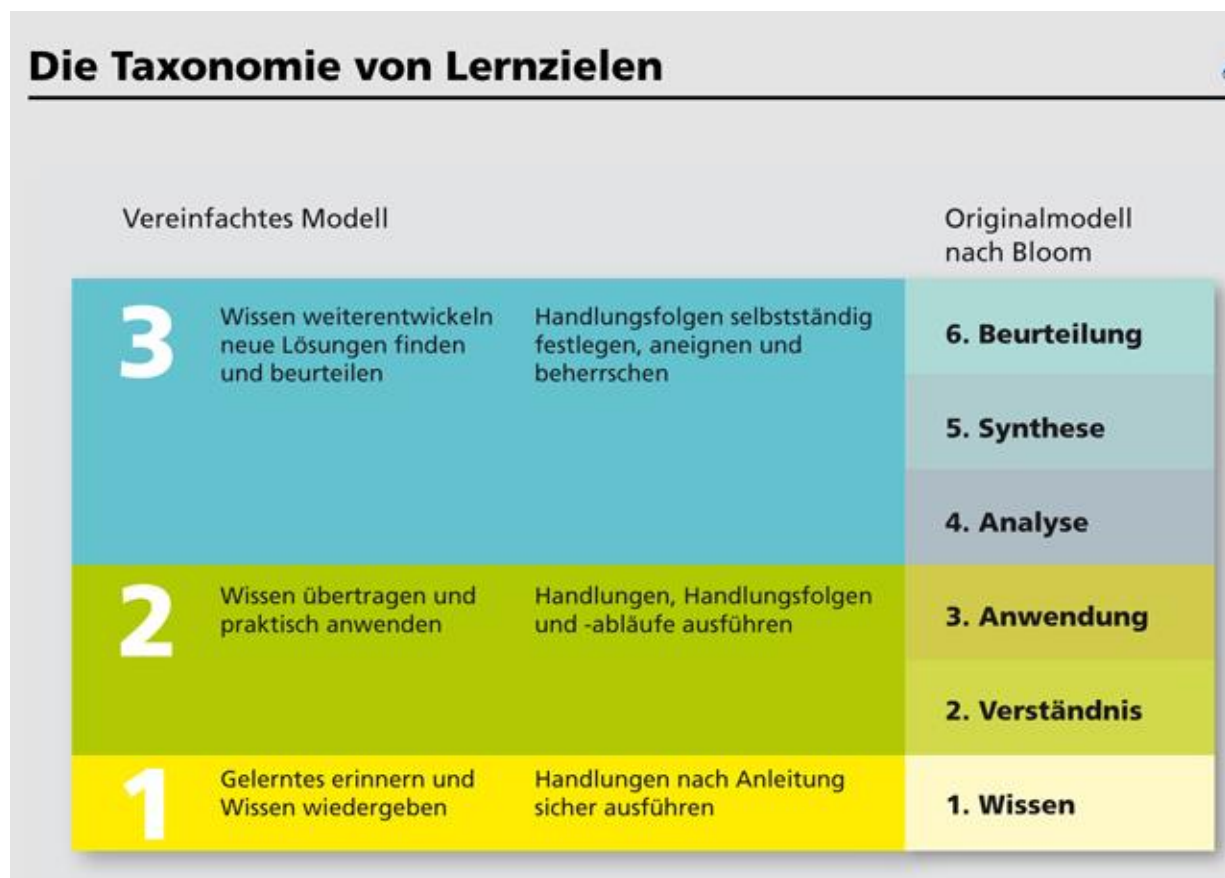 Die Taxonomie von Lernzielen
Vereinfachtes Modell
Originalmodell
nach Bloom
3
Wissen weiterentwickeln
neue Lösungen finden
und beurteilen
Handlungsfolgen selbstständig
festlegen, aneignen und
beherrschen
6. Beurteilung
5. Synthese
4. Analyse
2
Wissen übertragen und
praktisch anwenden
Handlungen, Handlungsfolgen
und -abläufe ausführen
3. Anwendung
2. Verständnis
1
Gelerntes erinnern und
Wissen wiedergeben
Handlungen nach Anleitung
sicher ausführen
1. Wissen